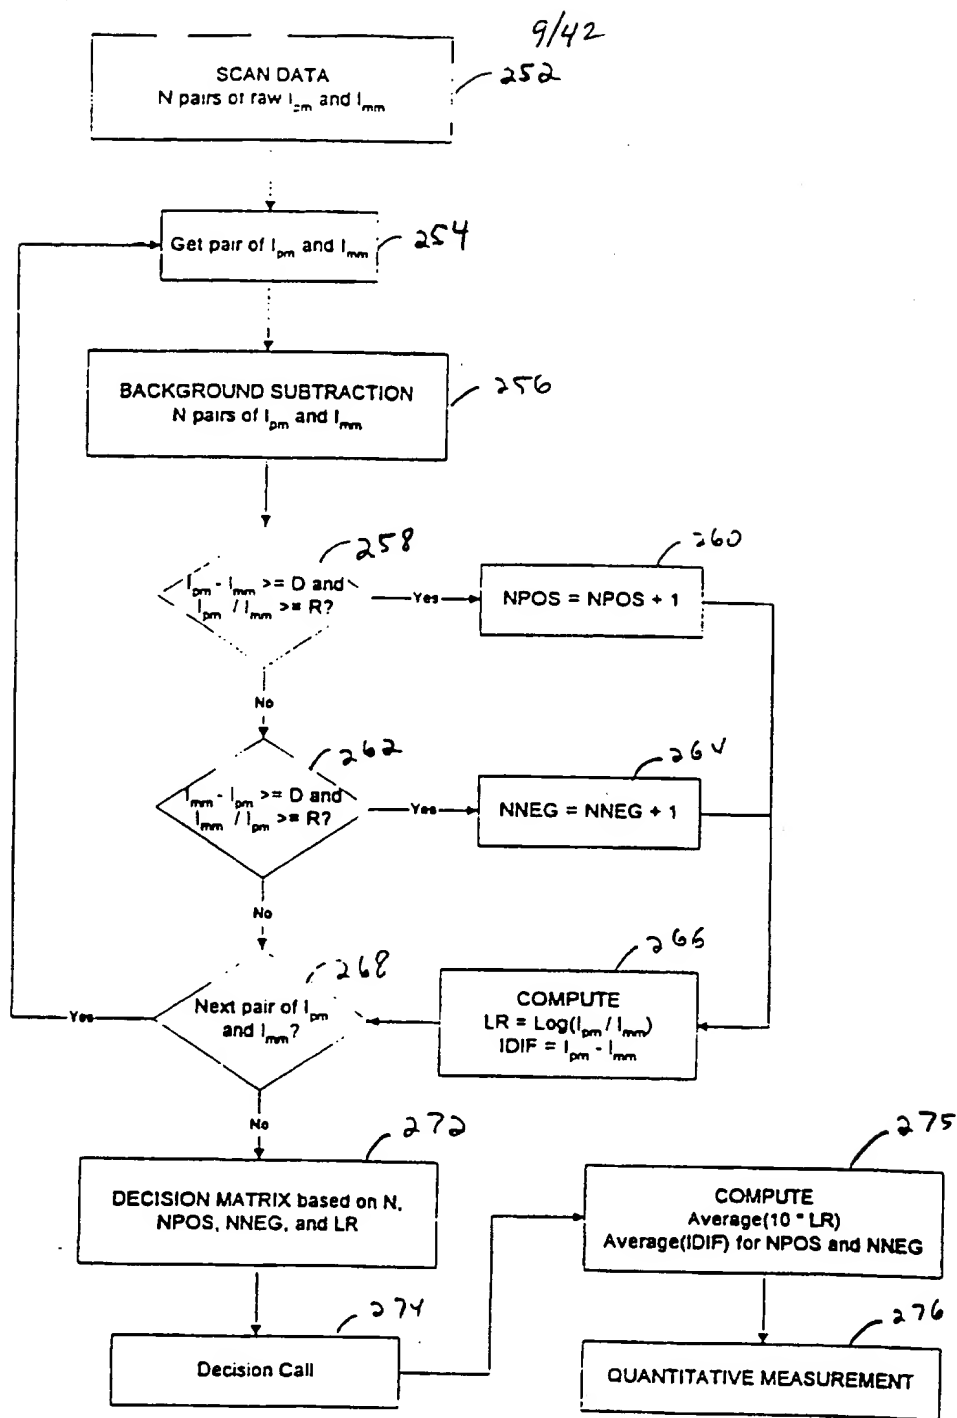 9/42
SCAN DATA
N pairs of raw Ipm and Imm
252
Get pair of Ipm and Imm
254
BACKGROUND SUBTRACTION
N pairs of Ipm and Imm
256
258
Ipm - Imm >= D and
Ipm / Imm >= R?
Yes
260
NPOS = NPOS + 1
No
262
Imm - Ipm >= D and
Imm / Ipm >= R?
Yes
264
NNEG = NNEG + 1
No
268
Next pair of Ipm
and Imm?
Yes
266
COMPUTE
LR = Log(Ipm / Imm)
IDIF = Ipm - Imm
No
272
DECISION MATRIX based on N,
NPOS, NNEG, and LR
275
COMPUTE
Average(10 * LR)
Average(IDIF) for NPOS and NNEG
274
Decision Call
276
QUANTITATIVE MEASUREMENT